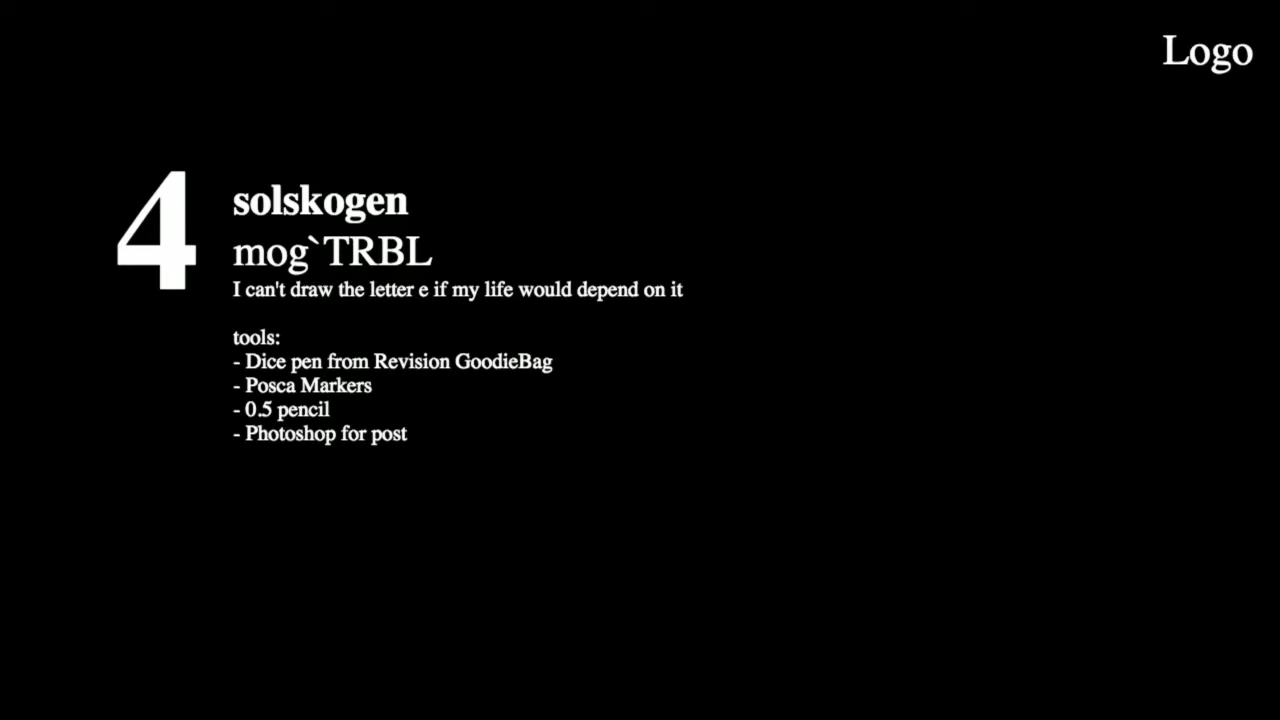 Logo
4
solskogen
mog`TRBL
I can't draw the letter e if my life would depend on it
tools:
- Dice pen from Revision GoodieBag
- Posca Markers
- 0.5 pencil
- Photoshop for post